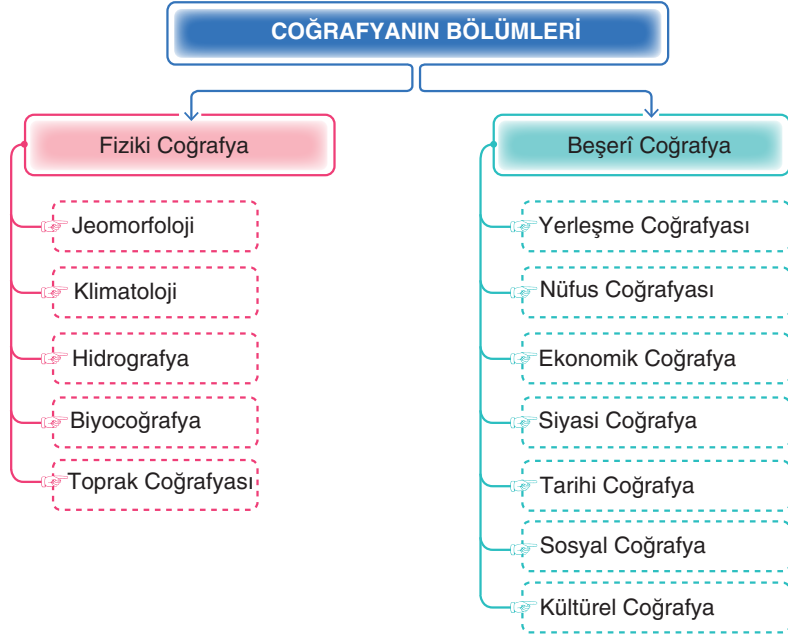 COĞRAFYANIN BÖLÜMLERİ
Fiziki Coğrafya
Jeomorfoloji
Klimatoloji
Hidrografya
Biyocoğrafya
Toprak Coğrafyası
Beşerî Coğrafya
Yerleşme Coğrafyası
Nüfus Coğrafyası
Ekonomik Coğrafya
Siyasi Coğrafya
Tarihi Coğrafya
Sosyal Coğrafya
Kültürel Coğrafya